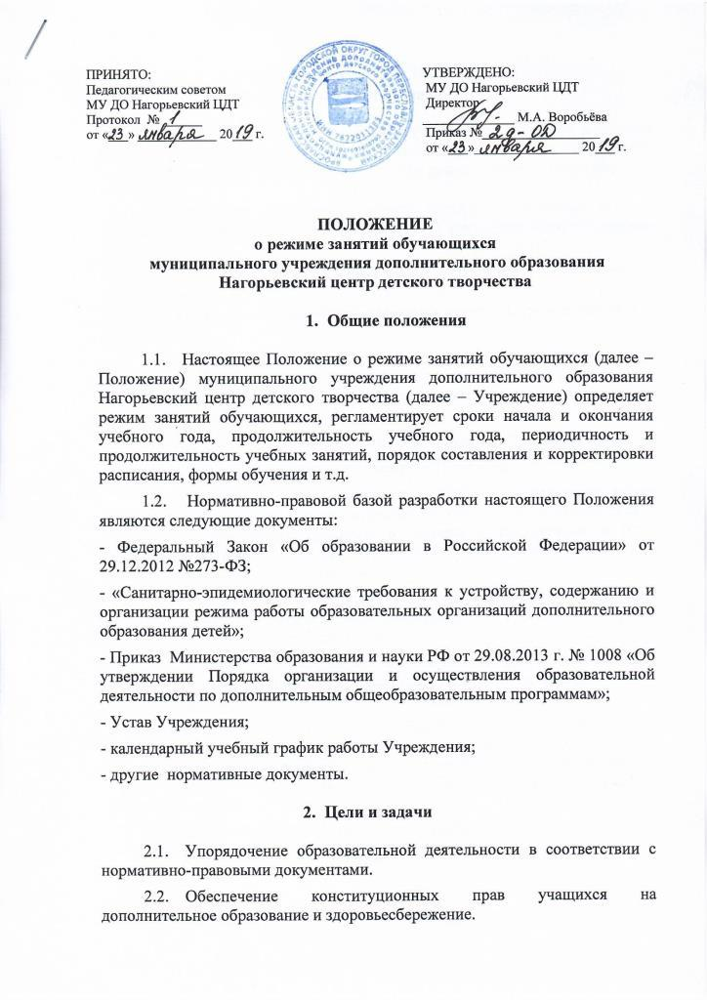 ПРИНЯТО:
Педагогическим советом
МУ ДО Нагорьевский ЦДТ
Протокол № 1
от «23» января 2019 г.
УТВЕРЖДЕНО:
МУ ДО Нагорьевский ЦДТ
Директор
М.А. Воробьёва
Приказ № 2д-ОД
от «23» января 2019 г.
ПОЛОЖЕНИЕ
о режиме занятий обучающихся
муниципального учреждения дополнительного образования
Нагорьевский центр детского творчества
1. Общие положения
1.1. Настоящее Положение о режиме занятий обучающихся (далее –
Положение) муниципального учреждения дополнительного образования
Нагорьевский центр детского творчества (далее – Учреждение) определяет
режим занятий обучающихся, регламентирует сроки начала и окончания
учебного года, продолжительность учебного года, периодичность и
продолжительность учебных занятий, порядок составления и корректировки
расписания, формы обучения и т.д.
1.2. Нормативно-правовой базой разработки настоящего Положения
являются следующие документы:
- Федеральный Закон «Об образовании в Российской Федерации» от
29.12.2012 №273-ФЗ;
- «Санитарно-эпидемиологические требования к устройству, содержанию и
организации режима работы образовательных организаций дополнительного
образования детей»;
- Приказ Министерства образования и науки РФ от 29.08.2013 г. № 1008 «Об
утверждении Порядка организации и осуществления образовательной
деятельности по дополнительным общеобразовательным программам»;
- Устав Учреждения;
- календарный учебный график работы Учреждения;
- другие нормативные документы.
2. Цели и задачи
2.1. Упорядочение образовательной деятельности в соответствии с
нормативно-правовыми документами.
2.2. Обеспечение конституционных прав учащихся на
дополнительное образование и здоровьесбережение.